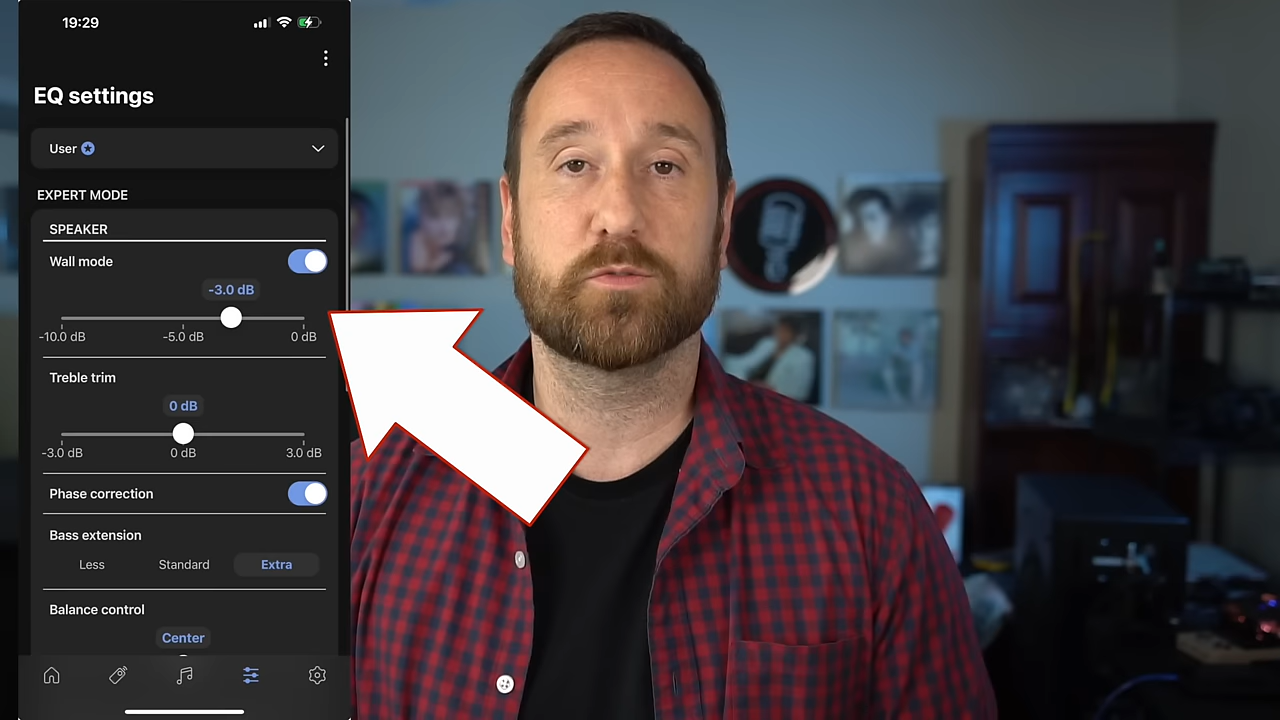 19:29
EQ settings
User
EXPERT MODE
SPEAKER
Wall mode
-3.0 dB
-10.0 dB -5.0 dB 0 dB
Treble trim
0 dB
-3.0 dB 0 dB 3.0 dB
Phase correction
Bass extension
Less Standard Extra
Balance control
Center